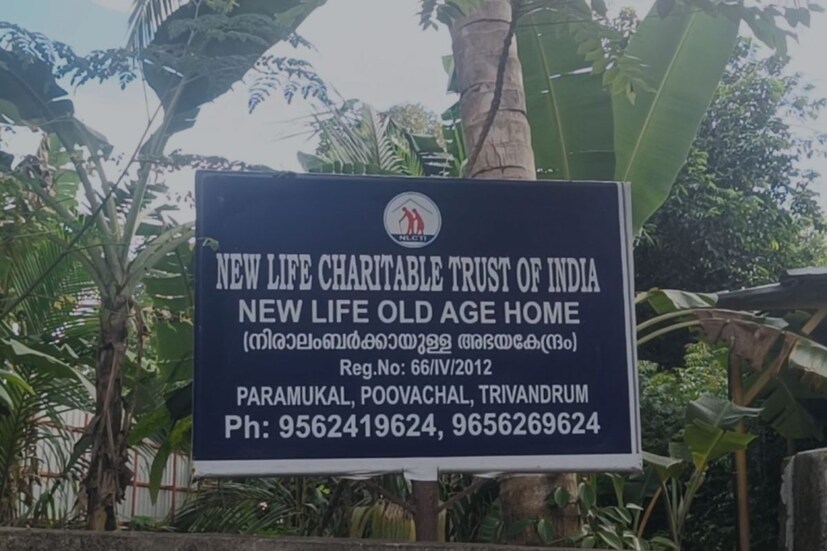 NLCTI
NEW LIFE CHARITABLE TRUST OF INDIA
NEW LIFE OLD AGE HOME
(നിരാലംബർക്കായുള്ള അഭയകേന്ദ്രം)
Reg.No: 66/IV/2012
PARAMUKAL, POOVACHAL, TRIVANDRUM
Ph: 9562419624, 9656269624